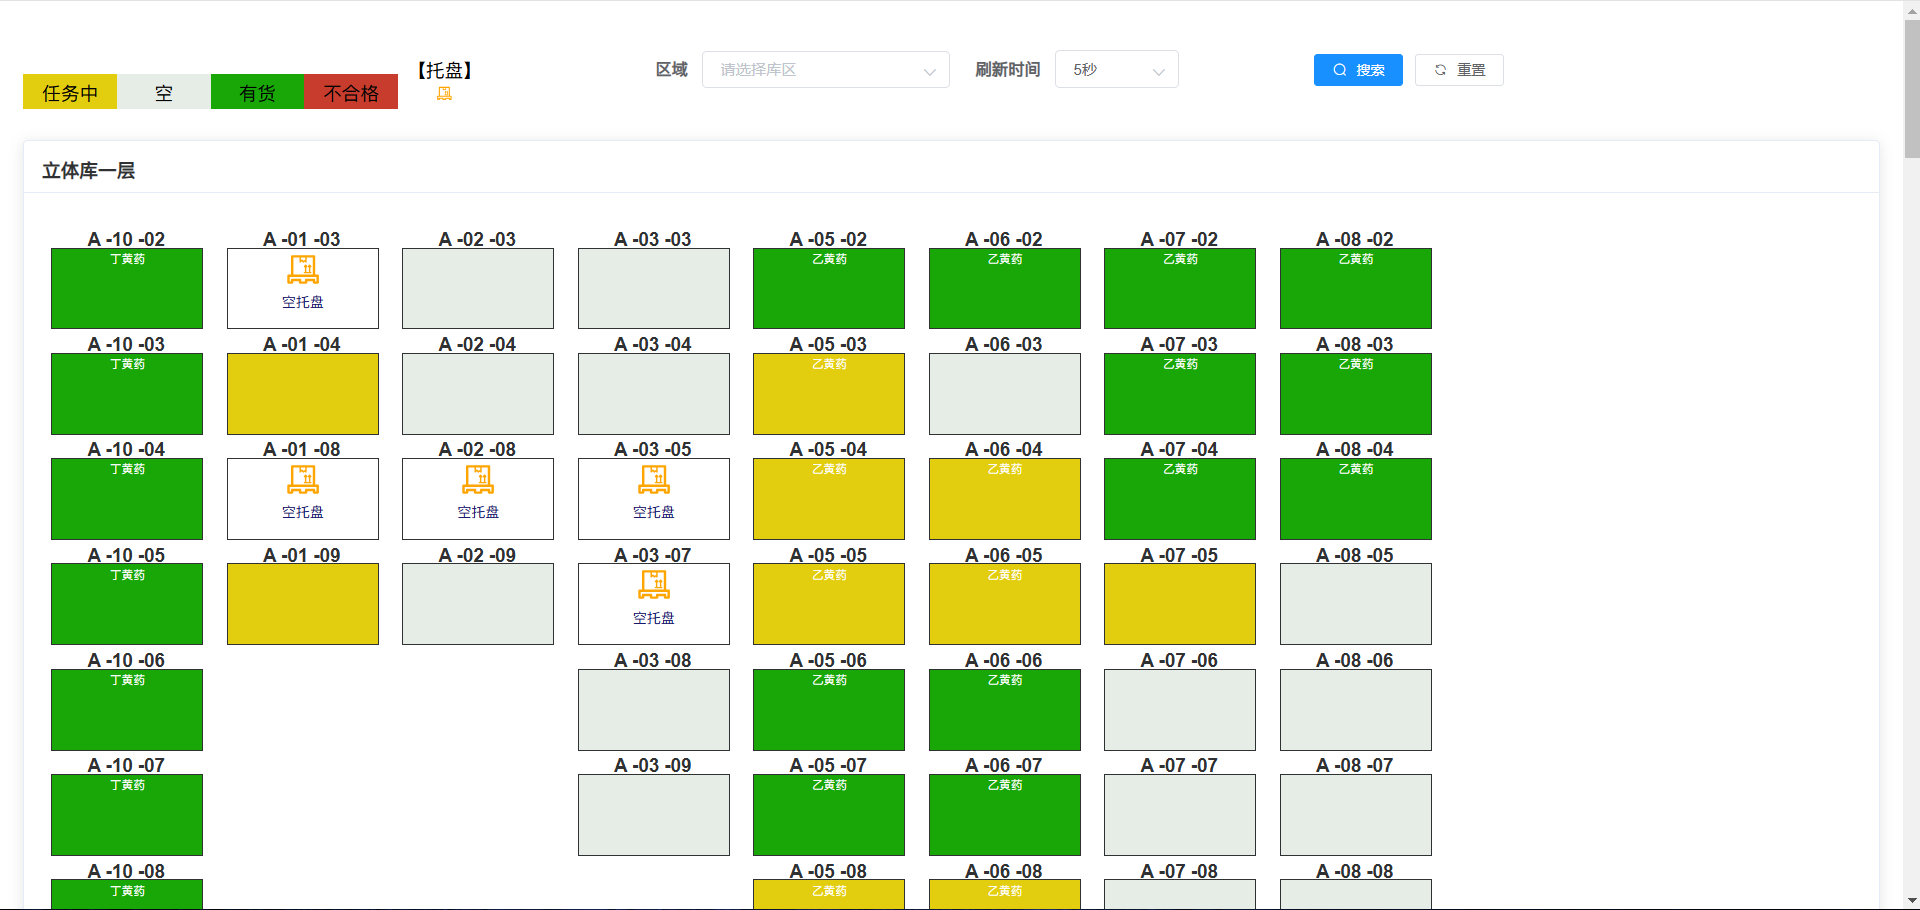 任务中 空 有货 不合格
【托盘】
区域 请选择库区 刷新时间 5秒 搜索 重置
立体库一层
A -10 -02 A -01 -03 A -02 -03 A -03 -03 A -05 -02 A -06 -02 A -07 -02 A -08 -02
丁黄药 乙黄药 乙黄药 乙黄药 乙黄药
空托盘
A -10 -03 A -01 -04 A -02 -04 A -03 -04 A -05 -03 A -06 -03 A -07 -03 A -08 -03
丁黄药 乙黄药 乙黄药 乙黄药
A -10 -04 A -01 -08 A -02 -08 A -03 -05 A -05 -04 A -06 -04 A -07 -04 A -08 -04
丁黄药 乙黄药 乙黄药 乙黄药 乙黄药
空托盘 空托盘 空托盘
A -10 -05 A -01 -09 A -02 -09 A -03 -07 A -05 -05 A -06 -05 A -07 -05 A -08 -05
丁黄药 乙黄药 乙黄药
空托盘
A -10 -06 A -03 -08 A -05 -06 A -06 -06 A -07 -06 A -08 -06
丁黄药 乙黄药 乙黄药
A -10 -07 A -03 -09 A -05 -07 A -06 -07 A -07 -07 A -08 -07
丁黄药 乙黄药 乙黄药
A -10 -08 A -05 -08 A -06 -08 A -07 -08 A -08 -08
丁黄药 乙黄药 乙黄药